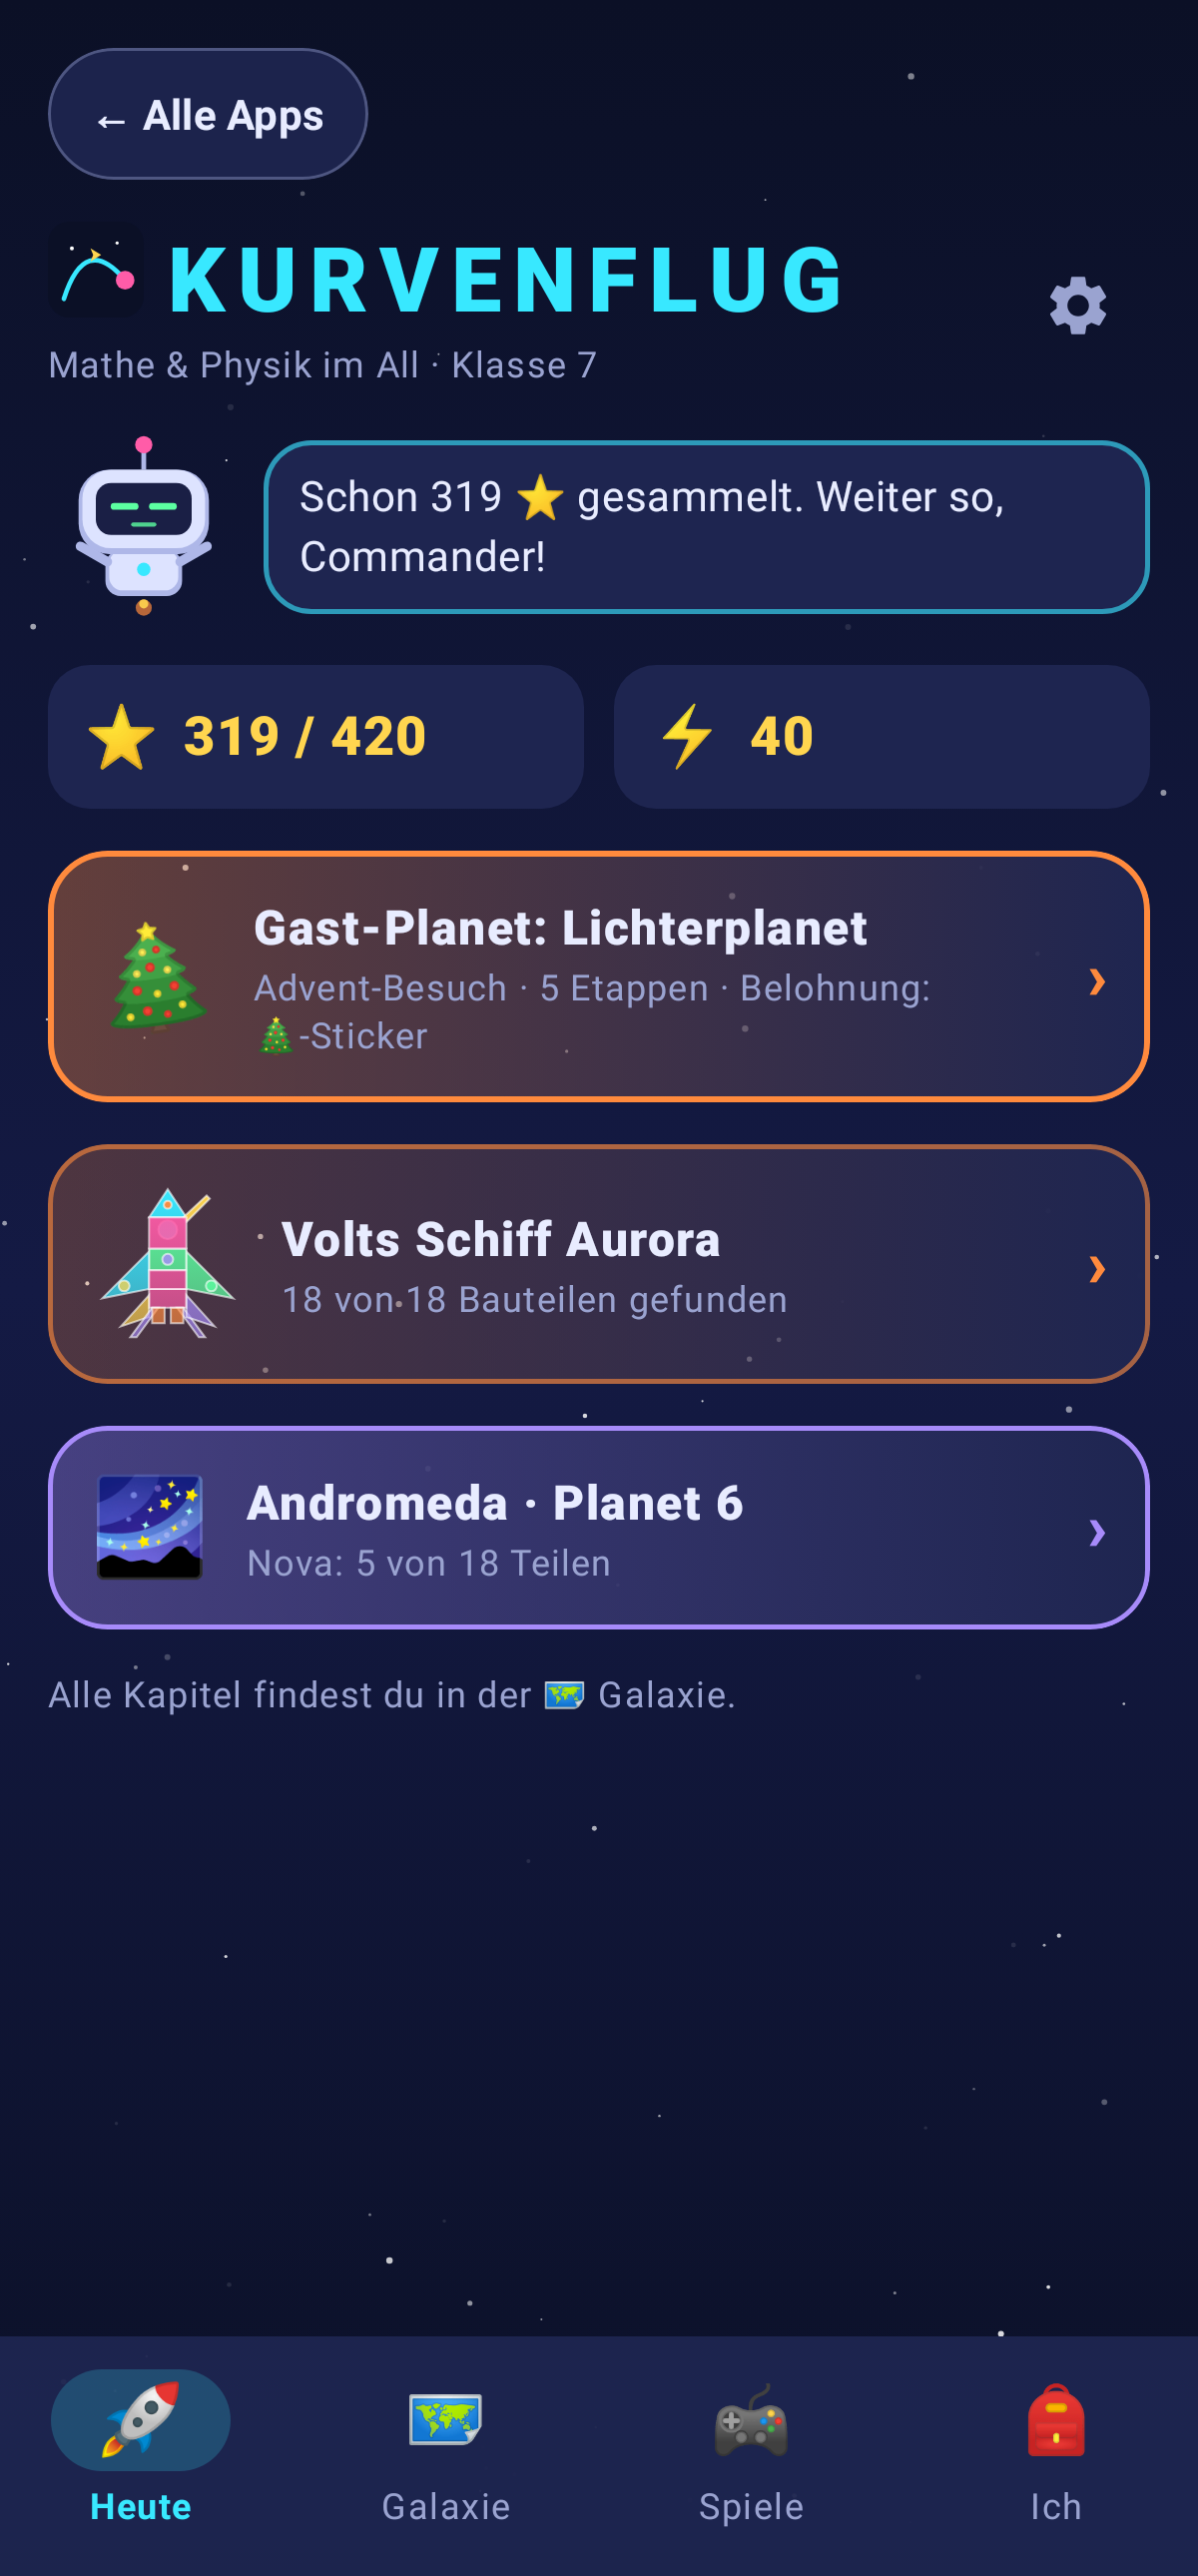 ← Alle Apps
KURVENFLUG
Mathe & Physik im All · Klasse 7
Schon 319 ⭐ gesammelt. Weiter so,
Commander!
⭐ 319 / 420
⚡ 40
Gast-Planet: Lichterplanet
Advent-Besuch · 5 Etappen · Belohnung:
🎄-Sticker
›
Volts Schiff Aurora
18 von 18 Bauteilen gefunden
›
Andromeda · Planet 6
Nova: 5 von 18 Teilen
›
Alle Kapitel findest du in der 🗺️ Galaxie.
Heute
Galaxie
Spiele
Ich